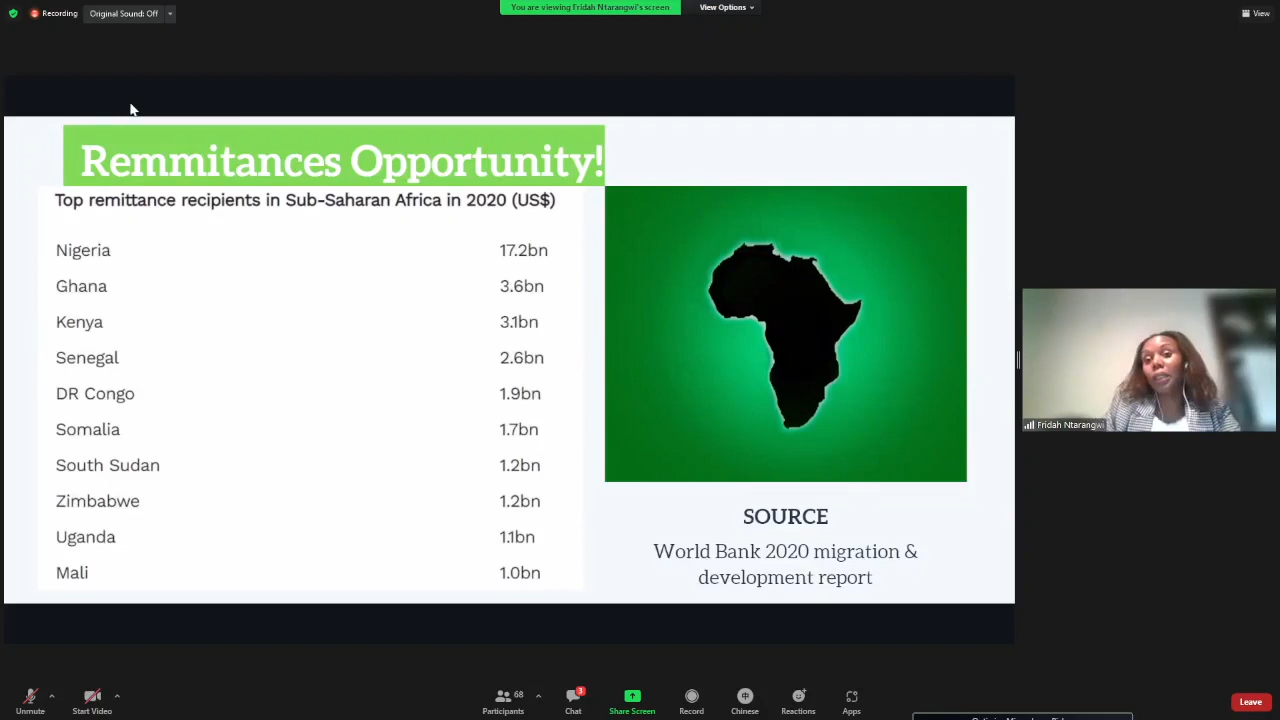 Recording
Original Sound: Off
You are viewing Fridah Ntarangwi's screen
View Options
View
Remmitances Opportunity!
Top remittance recipients in Sub-Saharan Africa in 2020 (US$)
Nigeria 17.2bn
Ghana 3.6bn
Kenya 3.1bn
Senegal 2.6bn
DR Congo 1.9bn
Somalia 1.7bn
South Sudan 1.2bn
Zimbabwe 1.2bn
Uganda 1.1bn
Mali 1.0bn
SOURCE
World Bank 2020 migration &
development report
Fridah Ntarangwi
Unmute
Start Video
68
Participants
3
Chat
Share Screen
Record
中
Chinese
Reactions
Apps
Leave